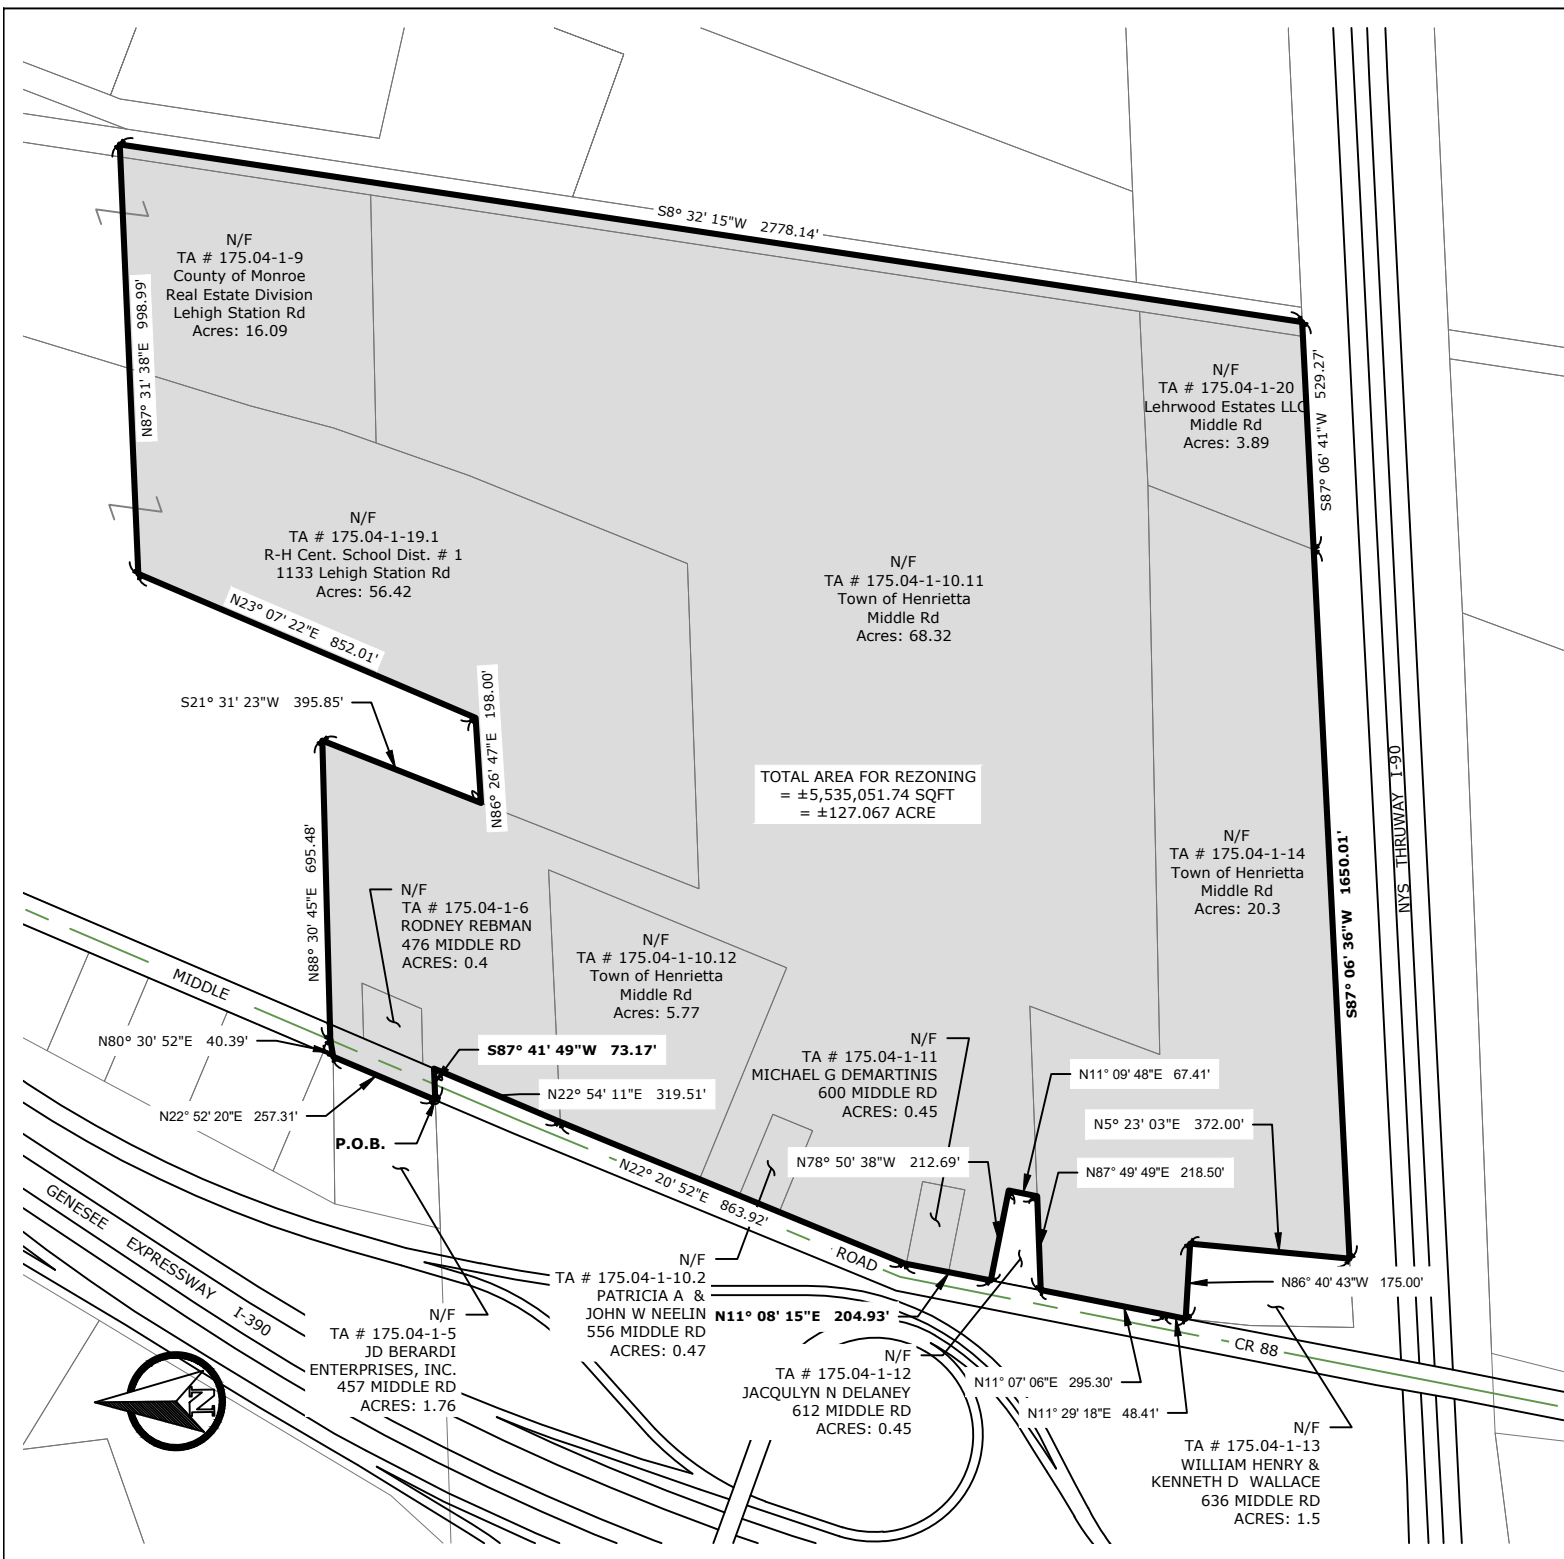 S8° 32' 15"W 2778.14'
N/F
TA # 175.04-1-9
County of Monroe
Real Estate Division
Lehigh Station Rd
Acres: 16.09
N87° 31' 38"E 998.99'
N/F
TA # 175.04-1-20
Lehrwood Estates LLC
Middle Rd
Acres: 3.89
S87° 06' 41"W 529.27'
N/F
TA # 175.04-1-19.1
R-H Cent. School Dist. # 1
1133 Lehigh Station Rd
Acres: 56.42
N/F
TA # 175.04-1-10.11
Town of Henrietta
Middle Rd
Acres: 68.32
N23° 07' 22"E 852.01'
S21° 31' 23"W 395.85'
N86° 26' 47"E 198.00'
TOTAL AREA FOR REZONING
= ±5,535,051.74 SQFT
= ±127.067 ACRE
NYS THRUWAY I-90
N/F
TA # 175.04-1-14
Town of Henrietta
Middle Rd
Acres: 20.3
S87° 06' 36"W 1650.01'
N88° 30' 45"E 695.48'
N/F
TA # 175.04-1-6
RODNEY REBMAN
476 MIDDLE RD
ACRES: 0.4
N/F
TA # 175.04-1-10.12
Town of Henrietta
Middle Rd
Acres: 5.77
MIDDLE
N80° 30' 52"E 40.39'
S87° 41' 49"W 73.17'
N22° 54' 11"E 319.51'
N22° 52' 20"E 257.31'
P.O.B.
N/F
TA # 175.04-1-11
MICHAEL G DEMARTINIS
600 MIDDLE RD
ACRES: 0.45
N11° 09' 48"E 67.41'
N5° 23' 03"E 372.00'
N78° 50' 38"W 212.69'
N87° 49' 49"E 218.50'
N22° 20' 52"E 863.92'
ROAD
GENESEE EXPRESSWAY I-390
N/F
TA # 175.04-1-10.2
PATRICIA A &
JOHN W NEELIN
556 MIDDLE RD
ACRES: 0.47
N11° 08' 15"E 204.93'
N86° 40' 43"W 175.00'
CR 88
N/F
TA # 175.04-1-5
JD BERARDI
ENTERPRISES, INC.
457 MIDDLE RD
ACRES: 1.76
N/F
TA # 175.04-1-12
JACQULYN N DELANEY
612 MIDDLE RD
ACRES: 0.45
N11° 07' 06"E 295.30'
N11° 29' 18"E 48.41'
N/F
TA # 175.04-1-13
WILLIAM HENRY &
KENNETH D WALLACE
636 MIDDLE RD
ACRES: 1.5
N